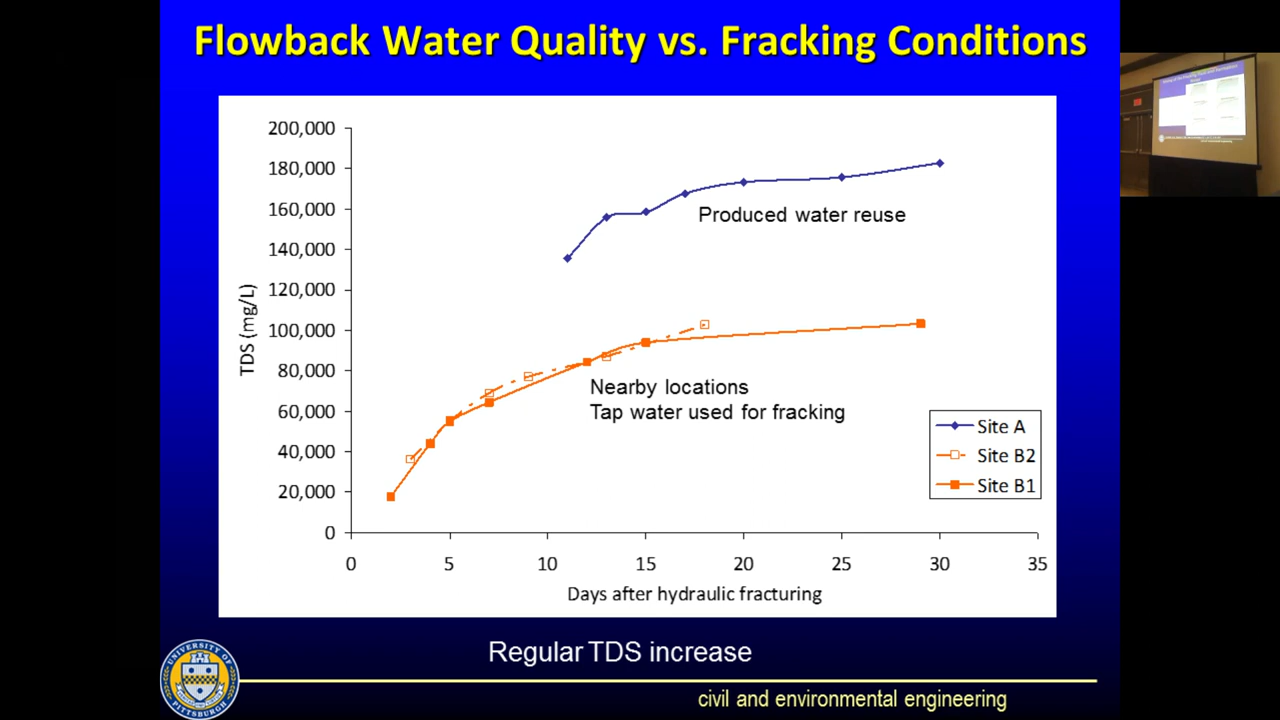 Flowback Water Quality vs. Fracking Conditions
200,000
180,000
160,000
140,000
120,000
100,000
80,000
60,000
40,000
20,000
0
TDS (mg/L)
Produced water reuse
Nearby locations
Tap water used for fracking
Site A
Site B2
Site B1
0 5 10 15 20 25 30 35
Days after hydraulic fracturing
Regular TDS increase
UNIVERSITY OF
PITTSBURGH
civil and environmental engineering